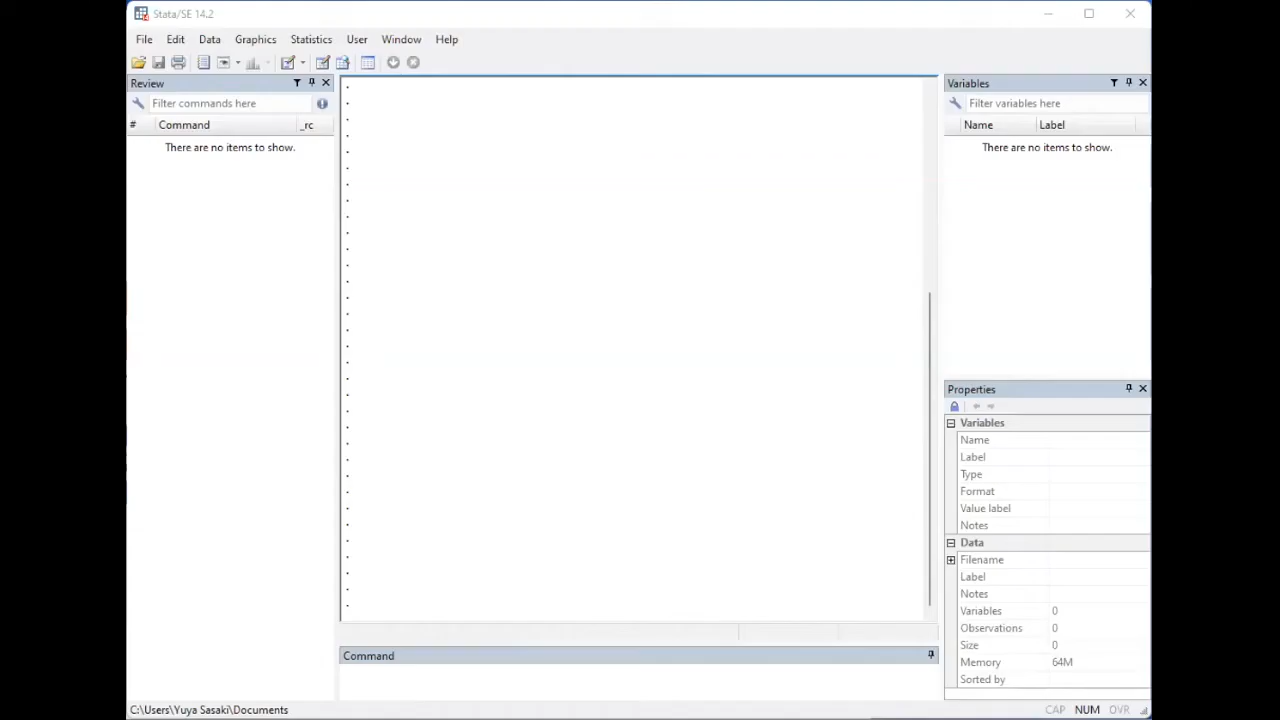 Stata/SE 14.2
File Edit Data Graphics Statistics User Window Help
Review
Filter commands here
# Command _rc
There are no items to show.
Command
Variables
Filter variables here
Name Label
There are no items to show.
Properties
Variables
Name
Label
Type
Format
Value label
Notes
Data
Filename
Label
Notes
Variables 0
Observations 0
Size 0
Memory 64M
Sorted by
C:\Users\Yuya Sasaki\Documents
CAP NUM OVR